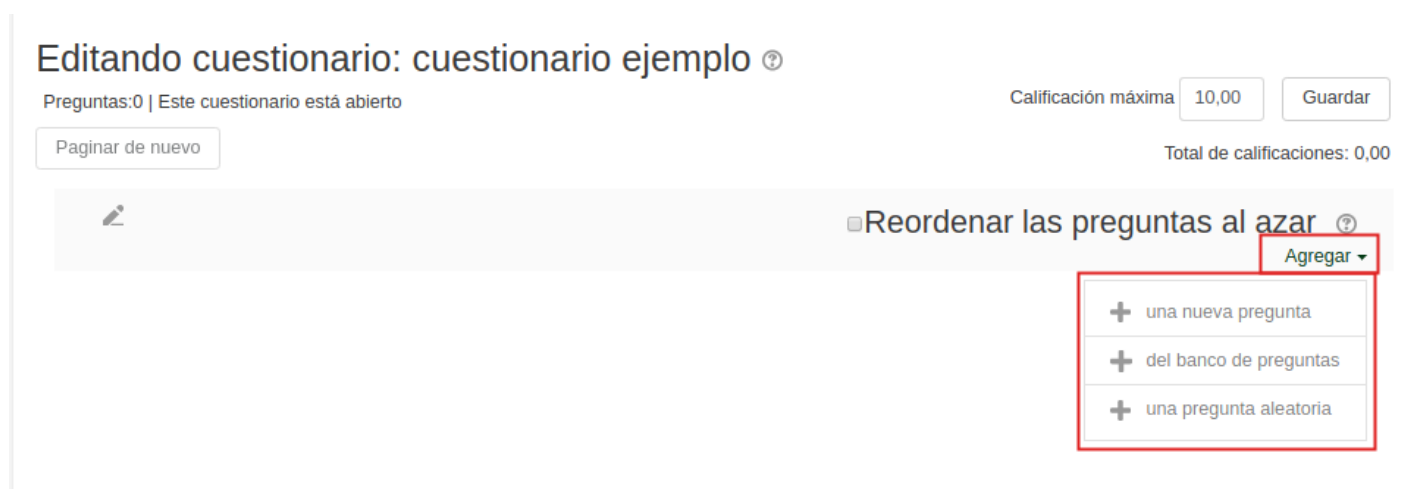 Editando cuestionario: cuestionario ejemplo
Preguntas:0 | Este cuestionario está abierto
Calificación máxima 10,00 Guardar
Paginar de nuevo
Total de calificaciones: 0,00
Reordenar las preguntas al azar
Agregar
una nueva pregunta
del banco de preguntas
una pregunta aleatoria